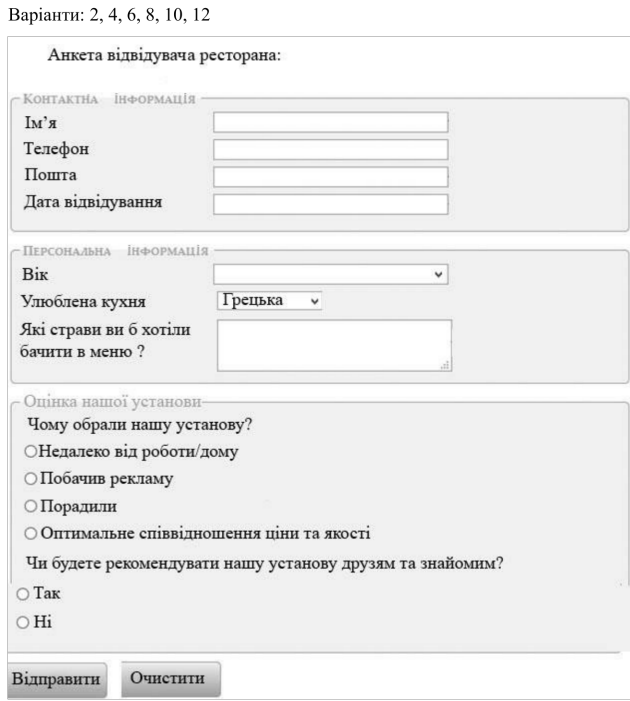 Варіанти: 2, 4, 6, 8, 10, 12
Анкета відвідувача ресторана:
Контактна інформація
Ім’я
Телефон
Пошта
Дата відвідування
Персональна інформація
Вік
Улюблена кухня Грецька
Які страви ви б хотіли
бачити в меню ?
Оцінка нашої установи
Чому обрали нашу установу?
Недалеко від роботи/дому
Побачив рекламу
Порадили
Оптимальне співвідношення ціни та якості
Чи будете рекомендувати нашу установу друзям та знайомим?
Так
Ні
Відправити Очистити